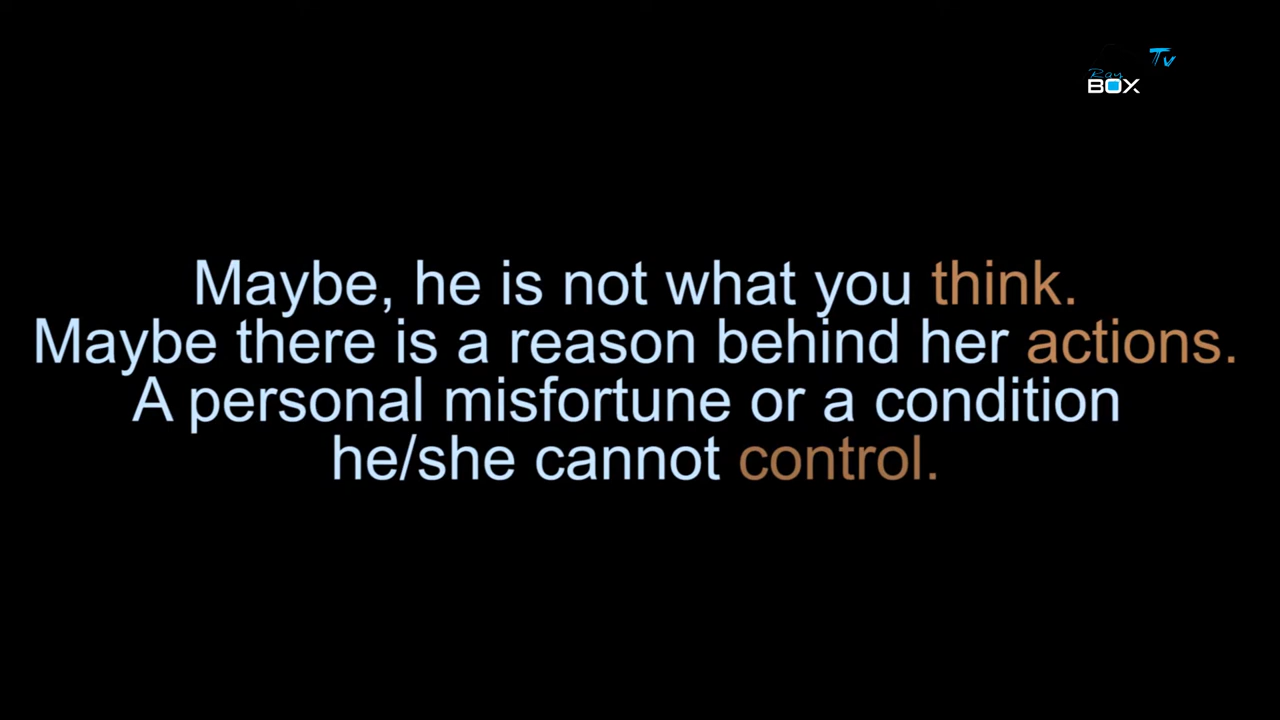 Ray Tv
BOX
Maybe, he is not what you think.
Maybe there is a reason behind her actions.
A personal misfortune or a condition
he/she cannot control.